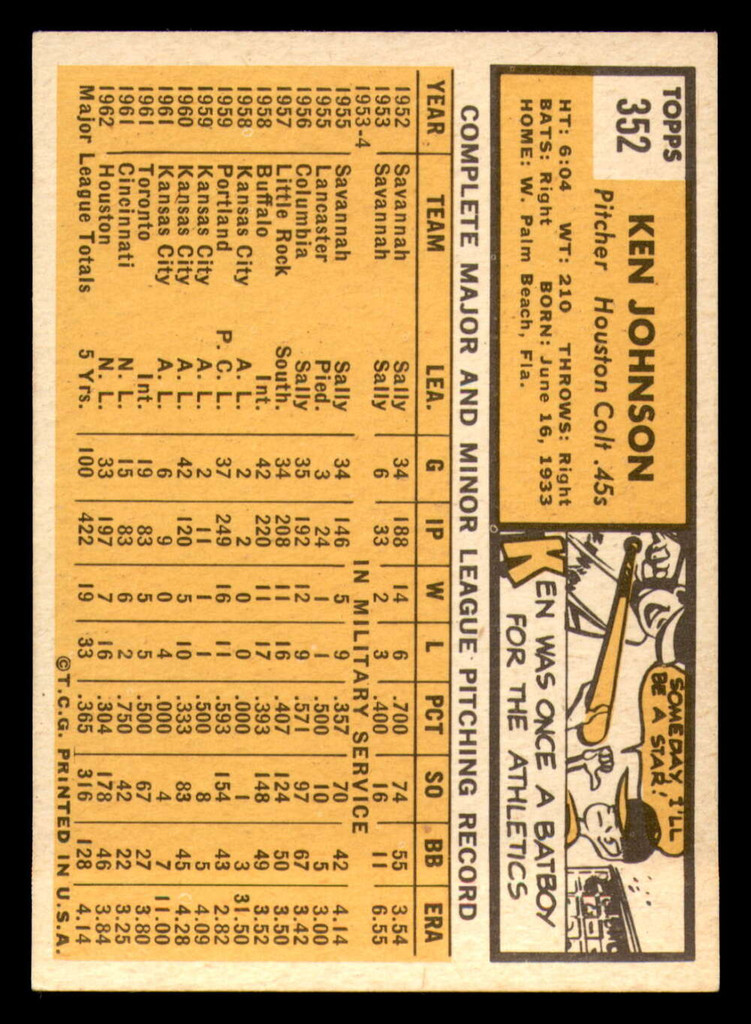 TOPPS
352
KEN JOHNSON
Pitcher Houston Colt .45s
HT: 6:04 WT: 210 THROWS: Right
BATS: Right BORN: June 16, 1933
HOME: W. Palm Beach, Fla.
SOMEDAY, I'LL
BE A STAR!
KEN WAS ONCE A BATBOY
FOR THE ATHLETICS
COMPLETE MAJOR AND MINOR LEAGUE PITCHING RECORD
YEAR TEAM LEA. G IP W L PCT SO BB ERA
1952 Savannah Sally 34 188 14 6 .700 74 55 3.54
1953 Savannah Sally 6 33 2 3 .400 16 11 6.55
1953-4 IN MILITARY SERVICE
1955 Savannah Sally 34 146 5 9 .357 70 42 4.14
1955 Lancaster Pied. 3 24 1 1 .500 10 5 3.00
1956 Columbia Sally 35 192 12 9 .571 97 67 3.42
1957 Little Rock South. 34 208 11 16 .407 124 50 3.50
1958 Buffalo Int. 42 220 11 17 .393 148 49 3.52
1958 Kansas City A. L. 2 2 0 0 .000 1 3 31.50
1959 Portland P. C. L. 37 249 16 11 .593 154 43 2.82
1959 Kansas City A. L. 2 11 1 1 .500 8 5 4.09
1960 Kansas City A. L. 42 120 5 10 .333 83 45 4.28
1961 Kansas City A. L. 6 9 0 4 .000 4 7 11.00
1961 Toronto Int. 19 83 5 5 .500 67 27 3.80
1961 Cincinnati N. L. 15 83 6 2 .750 42 22 3.25
1962 Houston N. L. 33 197 7 16 .304 178 46 3.84
Major League Totals 5 Yrs. 100 422 19 33 .365 316 128 4.14
©T.C.G. PRINTED IN U.S.A.